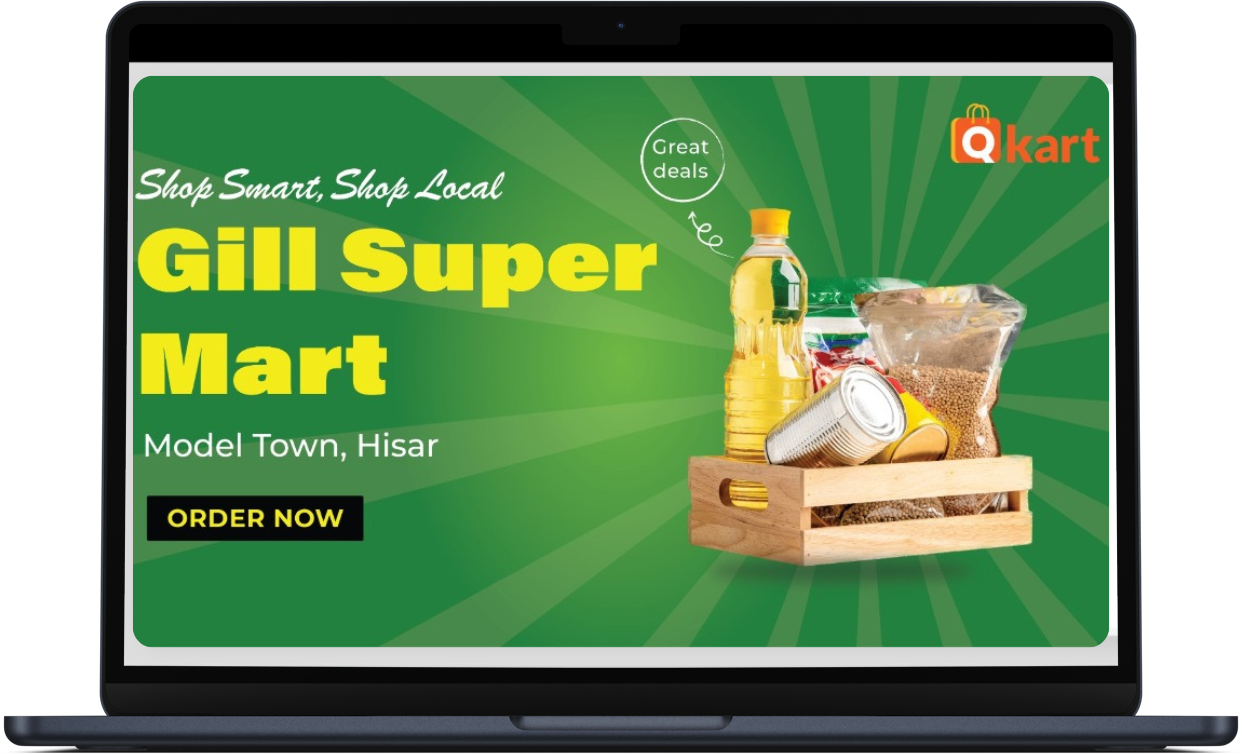 Great
deals
Qkart
Shop Smart, Shop Local
Gill Super
Mart
Model Town, Hisar
ORDER NOW